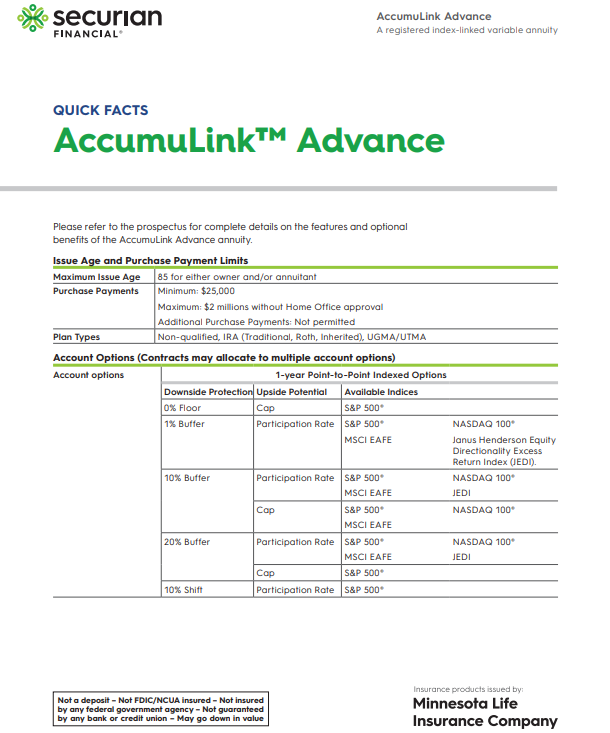 securian
FINANCIAL®
AccumuLink Advance
A registered index-linked variable annuity
QUICK FACTS
AccumuLink™ Advance
Please refer to the prospectus for complete details on the features and optional
benefits of the AccumuLink Advance annuity.
Issue Age and Purchase Payment Limits
Maximum Issue Age 85 for either owner and/or annuitant
Purchase Payments Minimum: $25,000
Maximum: $2 millions without Home Office approval
Additional Purchase Payments: Not permitted
Plan Types Non-qualified, IRA (Traditional, Roth, Inherited), UGMA/UTMA
Account Options (Contracts may allocate to multiple account options)
Account options 1-year Point-to-Point Indexed Options
Downside Protection Upside Potential Available Indices
0% Floor Cap S&P 500®
1% Buffer Participation Rate S&P 500® NASDAQ 100®
MSCI EAFE Janus Henderson Equity
Directionality Excess
Return Index (JEDI).
10% Buffer Participation Rate S&P 500® NASDAQ 100®
MSCI EAFE JEDI
Cap S&P 500® NASDAQ 100®
MSCI EAFE
20% Buffer Participation Rate S&P 500® NASDAQ 100®
MSCI EAFE JEDI
Cap S&P 500®
10% Shift Participation Rate S&P 500®
Not a deposit – Not FDIC/NCUA insured – Not insured
by any federal government agency – Not guaranteed
by any bank or credit union – May go down in value
Insurance products issued by:
Minnesota Life
Insurance Company